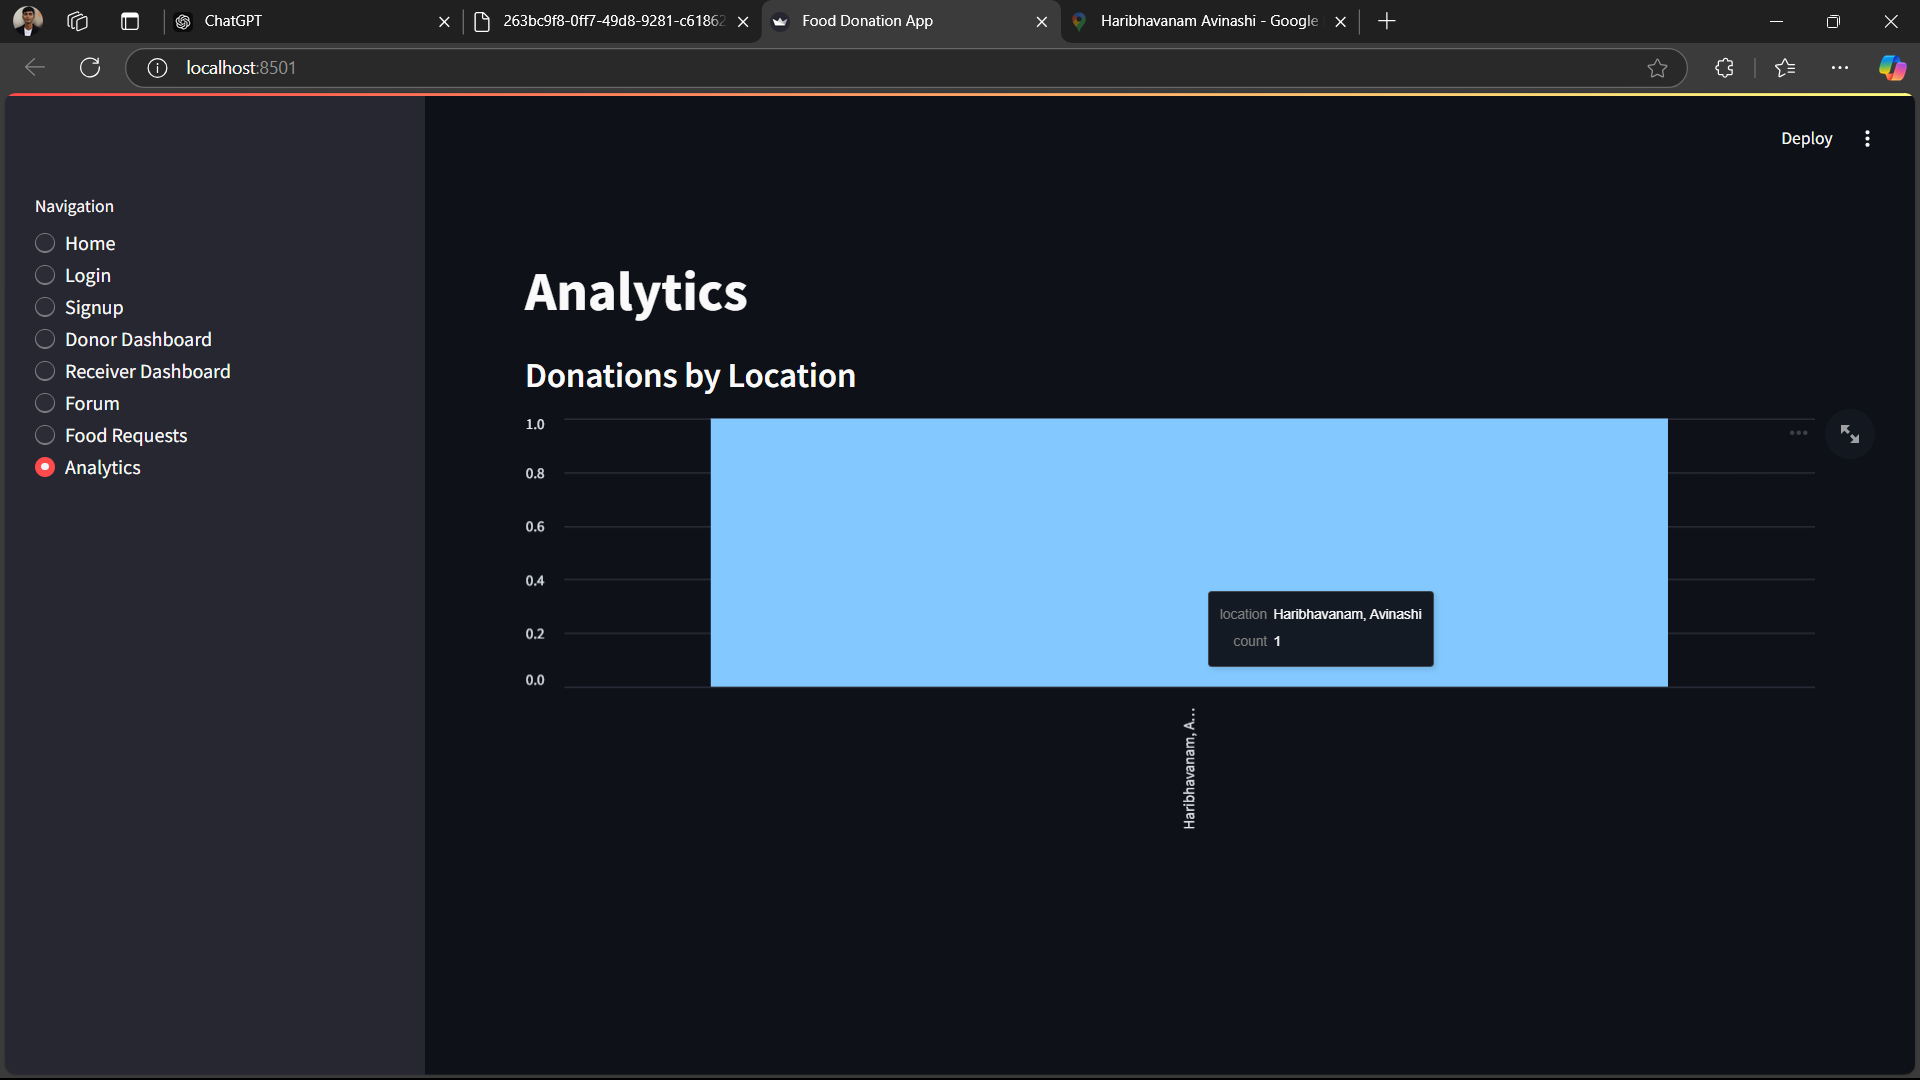 ChatGPT
263bc9f8-0ff7-49d8-9281-c61862
Food Donation App
Haribhavanam Avinashi - Google
localhost:8501
Deploy
Navigation
Home
Login
Signup
Donor Dashboard
Receiver Dashboard
Forum
Food Requests
Analytics
Analytics
Donations by Location
1.0
0.8
0.6
0.4
0.2
0.0
location Haribhavanam, Avinashi
count 1
Haribhavanam, A...